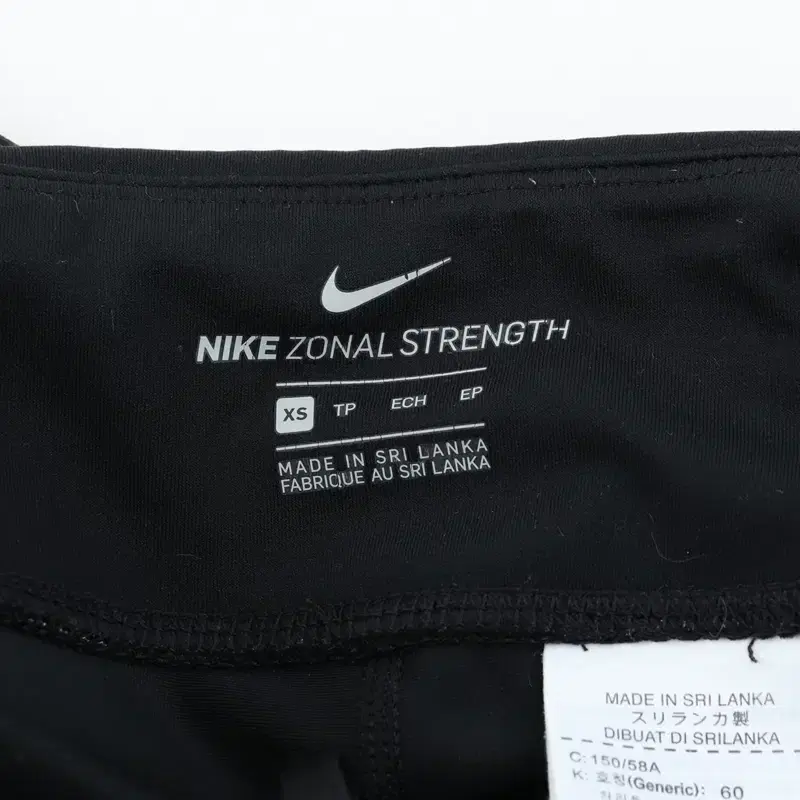 NIKE ZONAL STRENGTH
XS TP ECH EP
MADE IN SRI LANKA
FABRIQUE AU SRI LANKA
MADE IN SRI LANKA
スリランカ製
DIBUAT DI SRILANKA
C: 150/58A
K: 호칭(Generic): 60